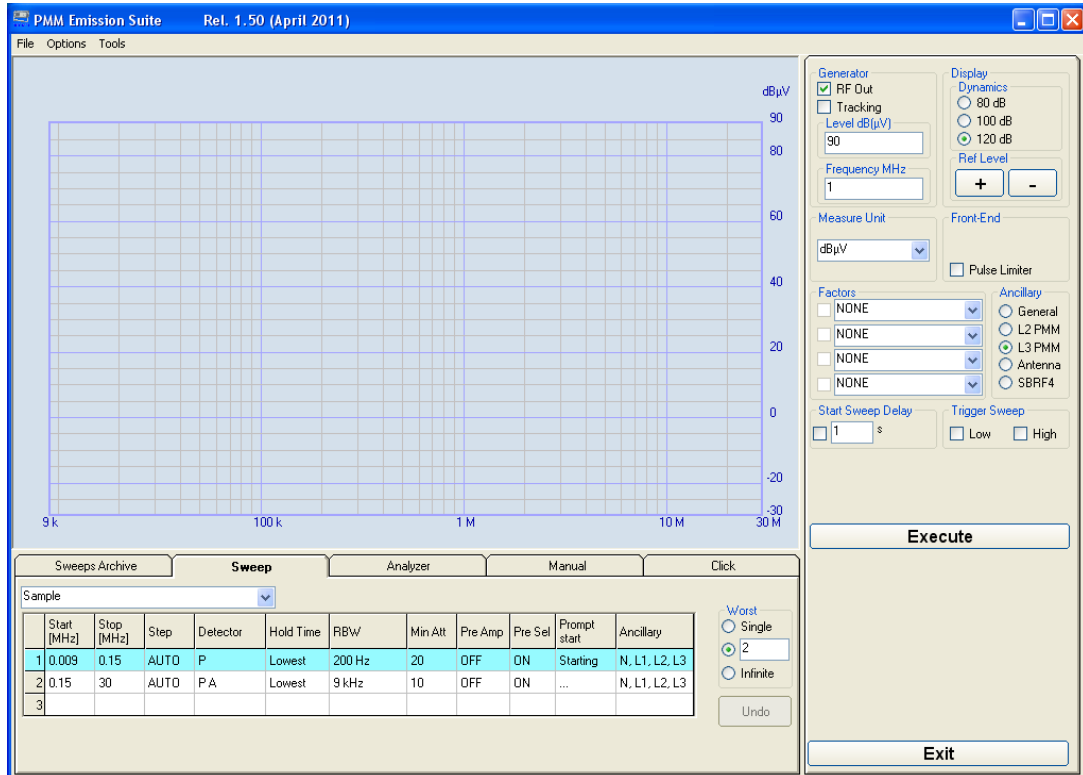 PMM Emission Suite Rel. 1.50 (April 2011)
File Options Tools
dBµV
90
80
60
40
20
0
-20
-30
9 k 100 k 1 M 10 M 30 M
Generator
RF Out
Tracking
Level dB(µV)
90
Frequency MHz
1
Display
Dynamics
80 dB
100 dB
120 dB
Ref Level
+ -
Measure Unit
dBµV
Front-End
Pulse Limiter
Factors
NONE
NONE
NONE
NONE
Ancillary
General
L2 PMM
L3 PMM
Antenna
SBRF4
Start Sweep Delay
1 s
Trigger Sweep
Low High
Execute
Exit
Sweeps Archive Sweep Analyzer Manual Click
Sample
Start [MHz] Stop [MHz] Step Detector Hold Time RBW Min Att Pre Amp Pre Sel Prompt start Ancillary
1 0.009 0.15 AUTO P Lowest 200 Hz 20 OFF ON Starting N, L1, L2, L3
2 0.15 30 AUTO P A Lowest 9 kHz 10 OFF ON ... N, L1, L2, L3
3
Worst
Single
2
Infinite
Undo